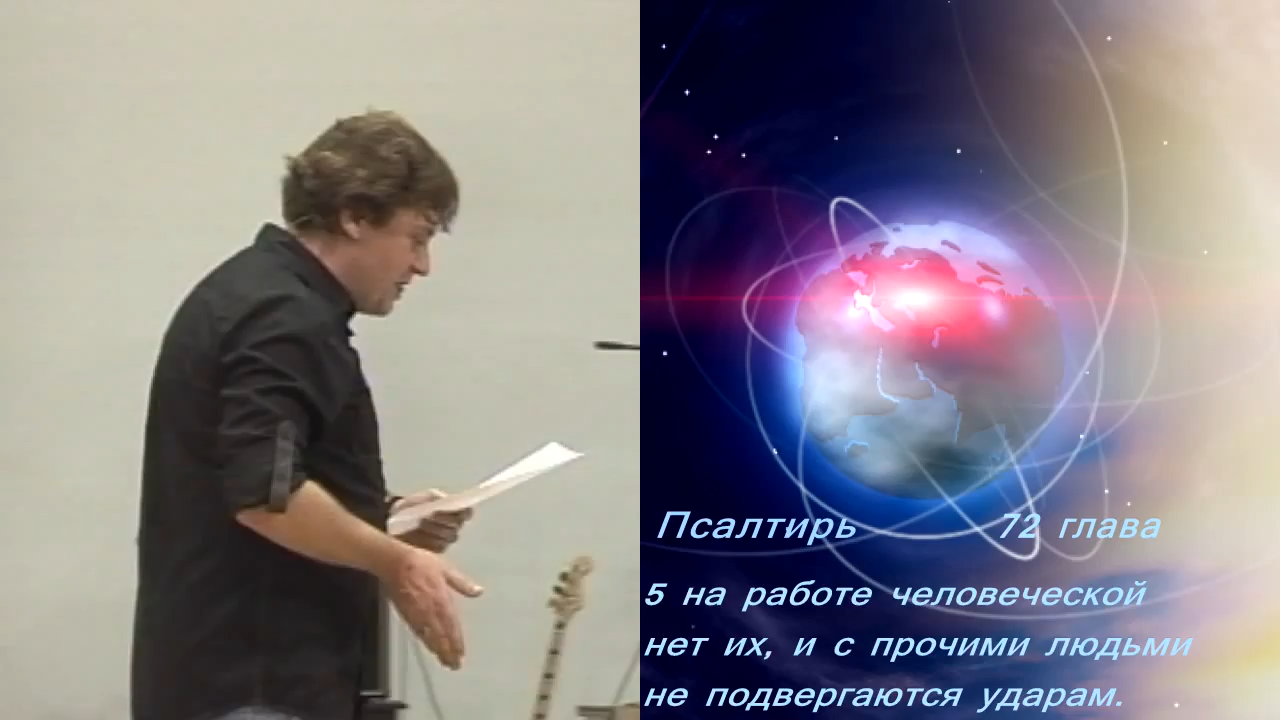 Псалтирь 72 глава
5 на работе человеческой
нет их, и с прочими людьми
не подвергаются ударам.